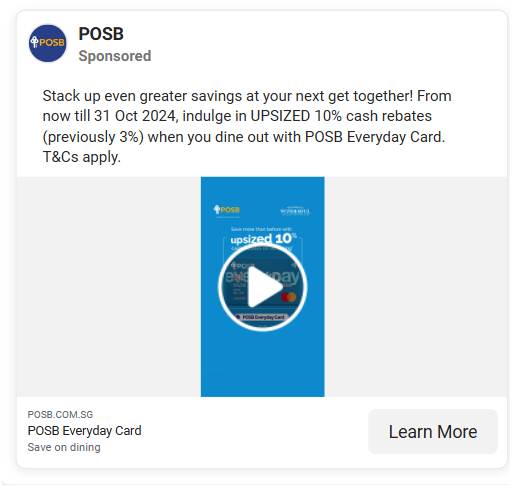 POSB
POSB
Sponsored
Stack up even greater savings at your next get together! From
now till 31 Oct 2024, indulge in UPSIZED 10% cash rebates
(previously 3%) when you dine out with POSB Everyday Card.
T&Cs apply.
POSB
WONDERFUL
Save more than before with
upsized 10%
POSB
POSB Everyday Card
POSB.COM.SG
POSB Everyday Card
Save on dining
Learn More